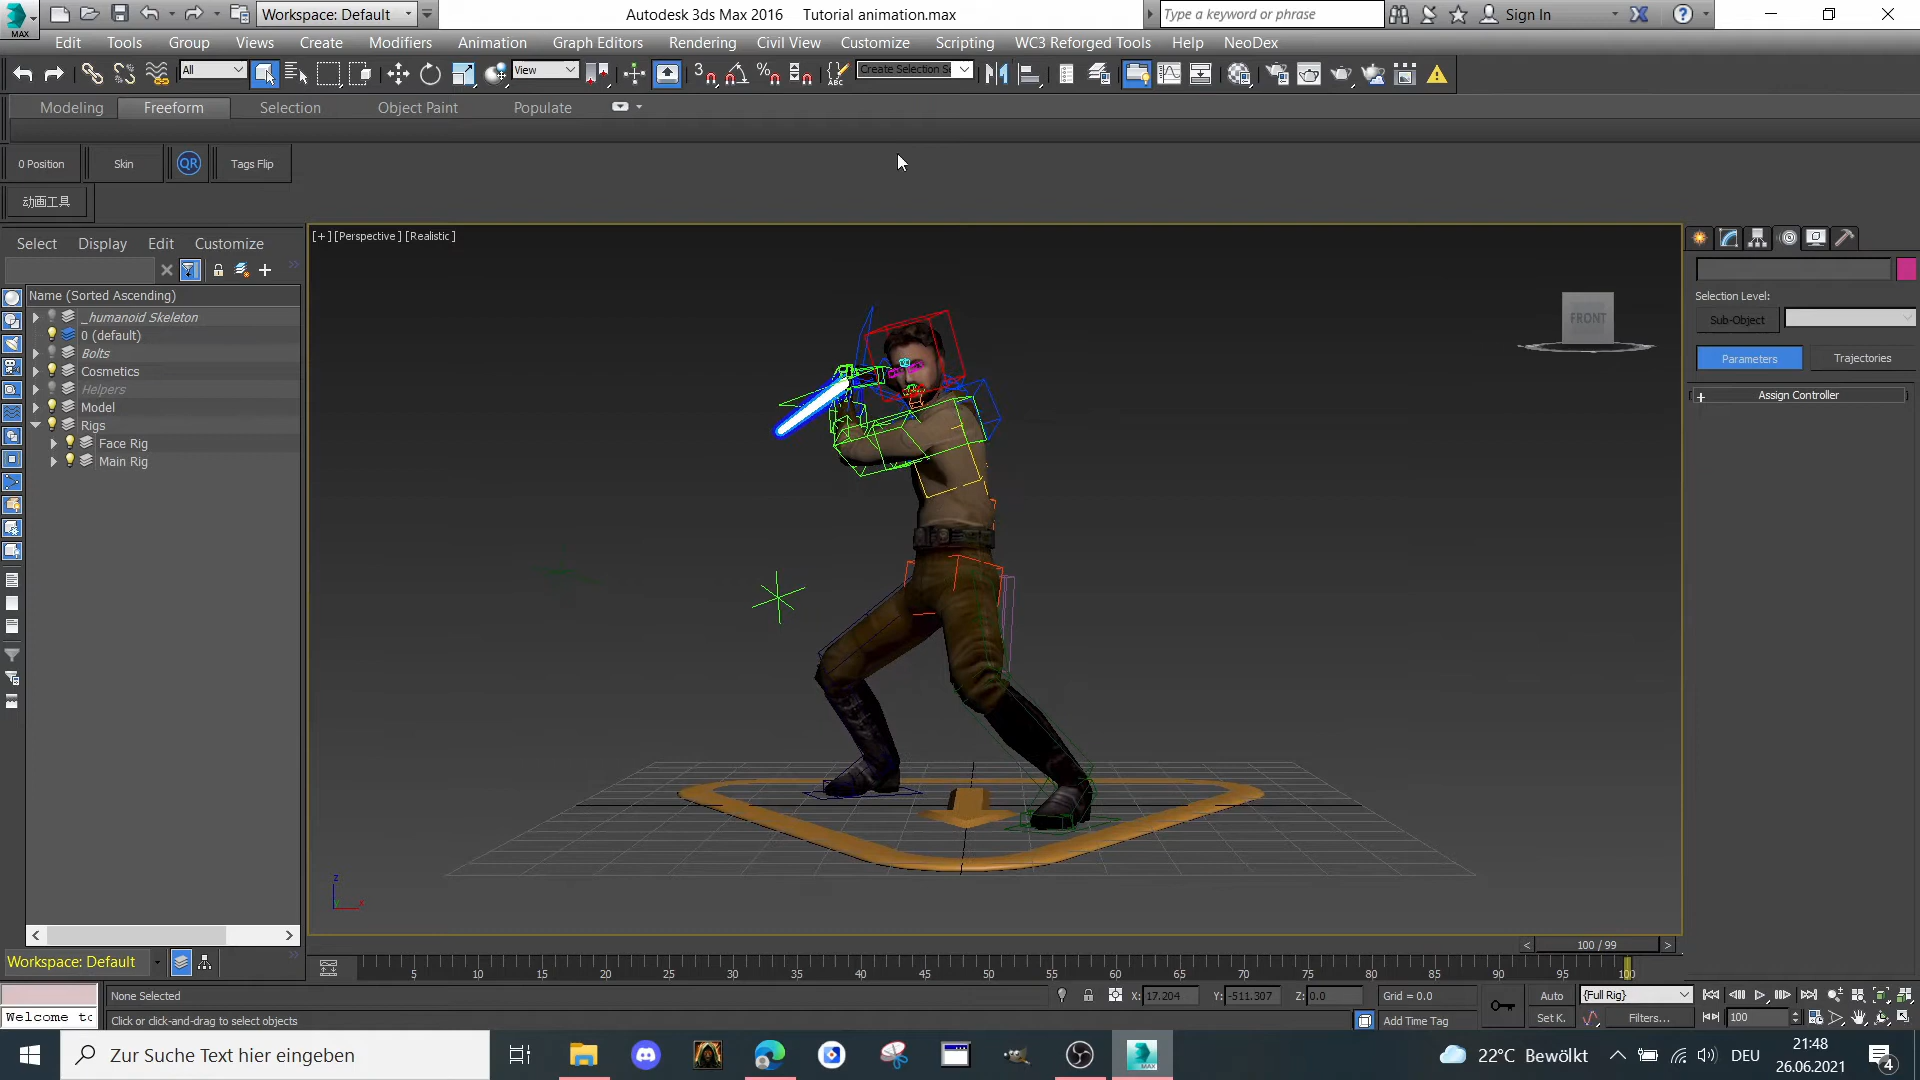 MAX
Workspace: Default
Autodesk 3ds Max 2016 Tutorial animation.max
Type a keyword or phrase
Sign In
Edit Tools Group Views Create Modifiers Animation Graph Editors Rendering Civil View Customize Scripting WC3 Reforged Tools Help NeoDex
All
View
3
ABC
Create Selection Se
Modeling Freeform Selection Object Paint Populate
0 Position
Skin
QR
Tags Flip
动画工具
Select Display Edit Customize
Name (Sorted Ascending)
_humanoid Skeleton
0 (default)
Bolts
Cosmetics
Helpers
Model
Rigs
Face Rig
Main Rig
[+][Perspective][Realistic]
FRONT
z
x
Selection Level:
Sub-Object
Parameters
Trajectories
+ Assign Controller
< 100 / 99 >
Workspace: Default
5 10 15 20 25 30 35 40 45 50 55 60 65 70 75 80 85 90 95 100
None Selected
X: 17.204 Y: -511.307 Z: 0.0
Grid = 0.0
Auto
{Full Rig}
Welcome to
Click or click-and-drag to select objects
Add Time Tag
Set K.
Filters...
100
Zur Suche Text hier eingeben
MAX
22°C Bewölkt
DEU
21:48
26.06.2021
4